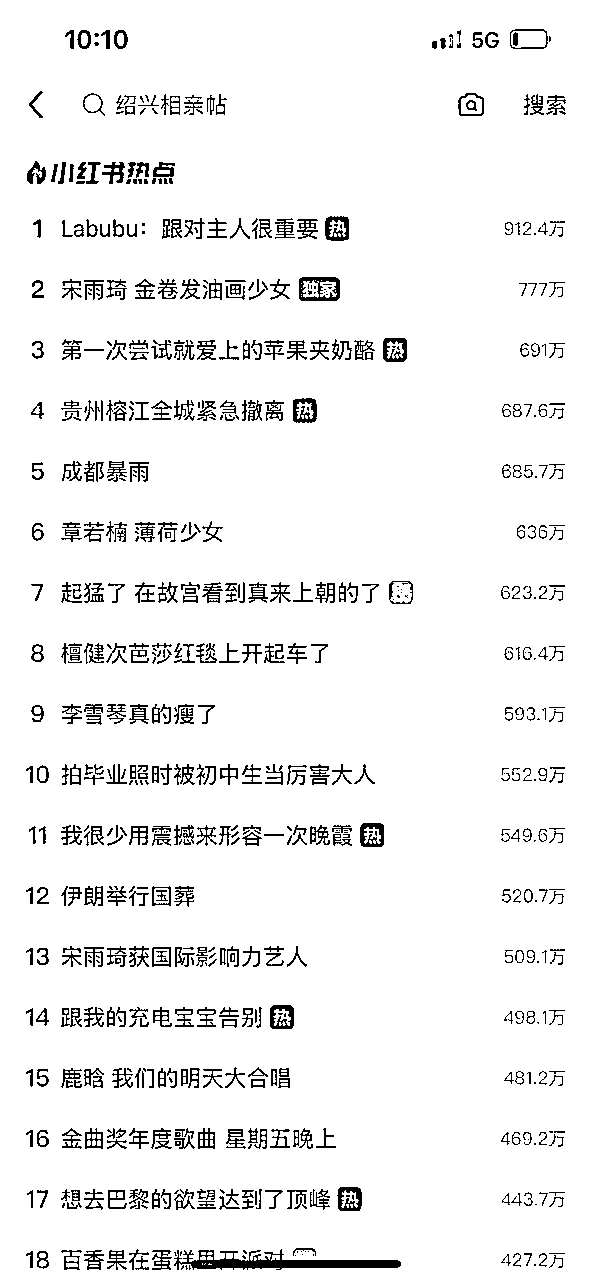 10:10 5G
绍兴相亲帖 搜索
小红书热点
1 Labubu：跟对主人很重要 热 912.4万
2 宋雨琦 金卷发油画少女 独家 777万
3 第一次尝试就爱上的苹果夹奶酪 热 691万
4 贵州榕江全城紧急撤离 热 687.6万
5 成都暴雨 685.7万
6 章若楠 薄荷少女 636万
7 起猛了 在故宫看到真来上朝的了 623.2万
8 檀健次芭莎红毯上开起车了 616.4万
9 李雪琴真的瘦了 593.1万
10 拍毕业照时被初中生当厉害大人 552.9万
11 我很少用震撼来形容一次晚霞 热 549.6万
12 伊朗举行国葬 520.7万
13 宋雨琦获国际影响力艺人 509.1万
14 跟我的充电宝宝告别 热 498.1万
15 鹿晗 我们的明天大合唱 481.2万
16 金曲奖年度歌曲 星期五晚上 469.2万
17 想去巴黎的欲望达到了顶峰 热 443.7万
18 百香果在蛋糕里开派对 427.2万